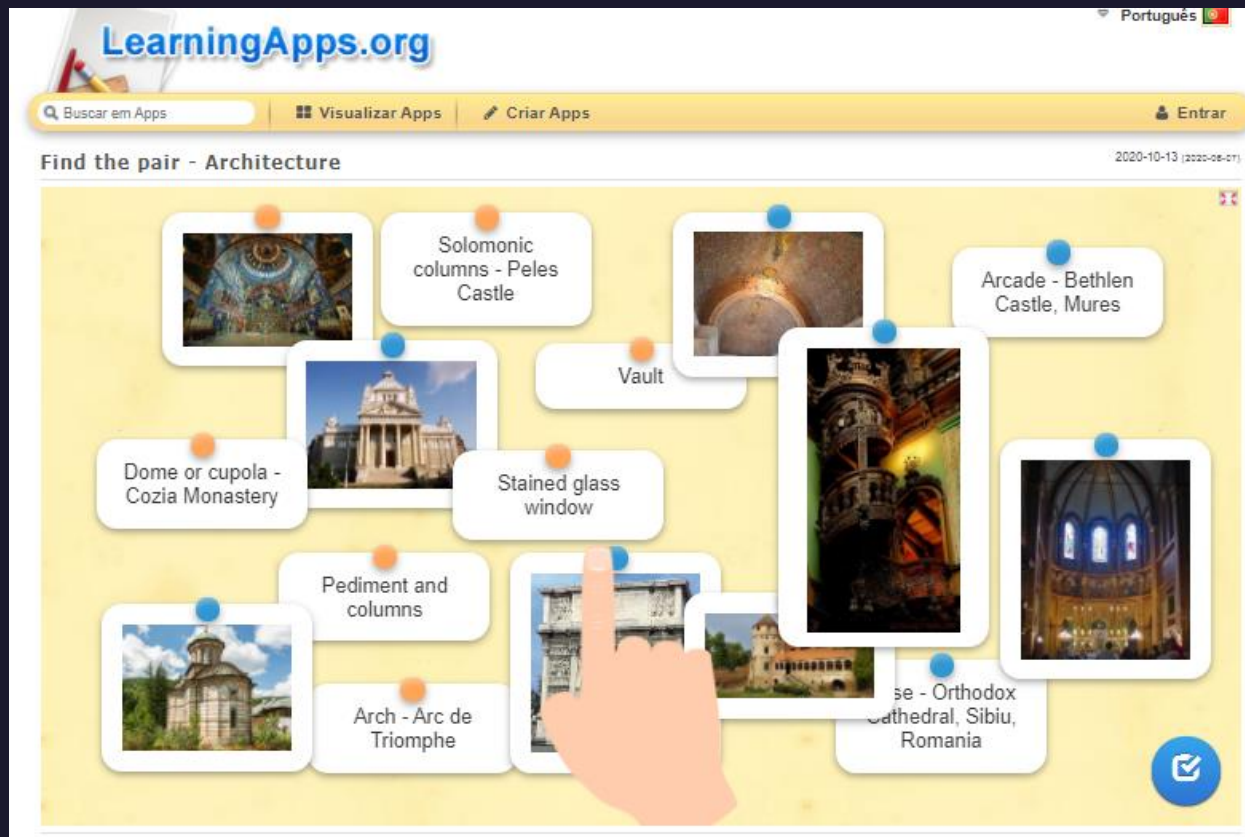 LearningApps.org
Português
Buscar em Apps
Visualizar Apps
Criar Apps
Entrar
Find the pair - Architecture
2020-10-13
Solomonic
columns - Peles
Castle
Arcade - Bethlen
Castle, Mures
Vault
Dome or cupola -
Cozia Monastery
Stained glass
window
Pediment and
columns
Arch - Arc de
Triomphe
- Orthodox
Cathedral, Sibiu,
Romania